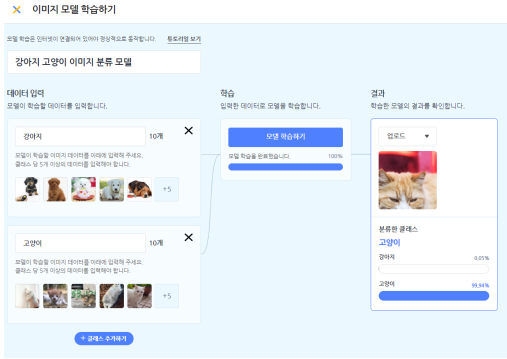 이미지 모델 학습하기
모델 학습은 인터넷이 연결되어 있어야 정상적으로 동작합니다. 튜토리얼 보기
강아지 고양이 이미지 분류 모델
데이터 입력
모델이 학습할 데이터를 입력합니다.
강아지 10개
모델이 학습할 이미지 데이터를 아래에 입력해 주세요.
클래스 당 5개 이상의 데이터를 입력해야 합니다.
+5
고양이 10개
모델이 학습할 이미지 데이터를 아래에 입력해 주세요.
클래스 당 5개 이상의 데이터를 입력해야 합니다.
+5
+ 클래스 추가하기
학습
입력한 데이터로 모델을 학습합니다.
모델 학습하기
모델 학습을 완료했습니다. 100%
결과
학습한 모델의 결과를 확인합니다.
업로드
분류한 클래스
고양이
강아지 0.05%
고양이 99.94%